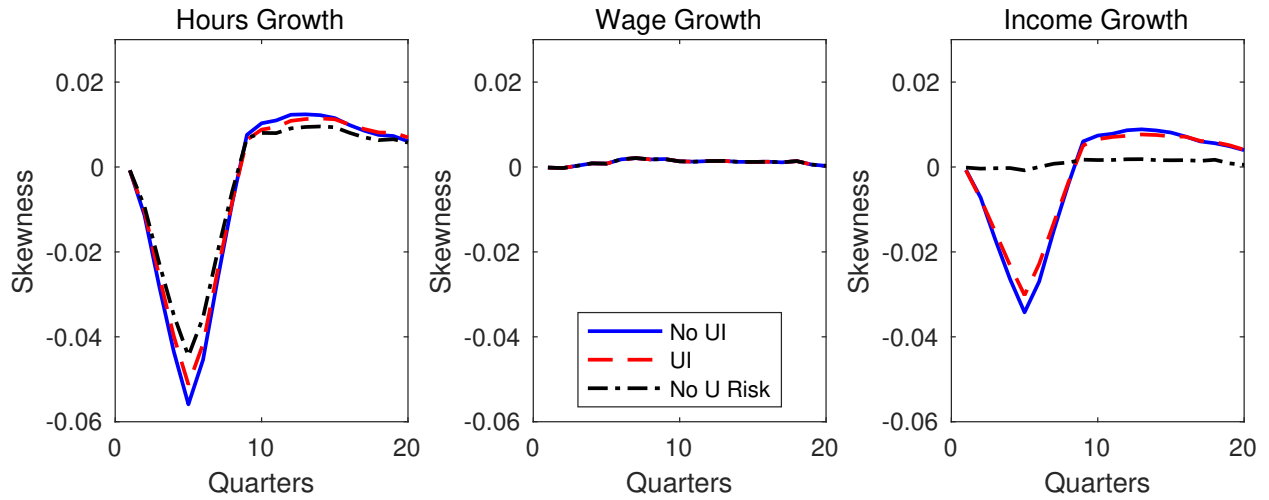 Hours Growth
Wage Growth
Income Growth
0.02
0
-0.02
-0.04
-0.06
Skewness
0
10
20
Quarters
0.02
0
-0.02
-0.04
-0.06
Skewness
No UI
UI
No U Risk
0
10
20
Quarters
0.02
0
-0.02
-0.04
-0.06
Skewness
0
10
20
Quarters